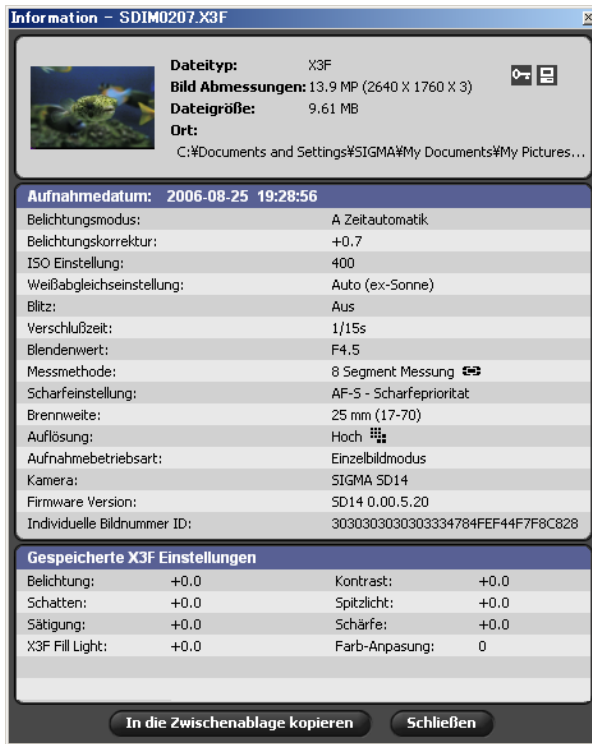 Information - SDIM0207.X3F
Dateityp: X3F
Bild Abmessungen: 13.9 MP (2640 X 1760 X 3)
Dateigröße: 9.61 MB
Ort:
C:¥Documents and Settings¥SIGMA¥My Documents¥My Pictures...
Aufnahmedatum: 2006-08-25 19:28:56
Belichtungsmodus: A Zeitautomatik
Belichtungskorrektur: +0.7
ISO Einstellung: 400
Weißabgleichseinstellung: Auto (ex-Sonne)
Blitz: Aus
Verschlußzeit: 1/15s
Blendenwert: F4.5
Messmethode: 8 Segment Messung
Scharfeinstellung: AF-S - Scharfeprioritat
Brennweite: 25 mm (17-70)
Auflösung: Hoch
Aufnahmebetriebsart: Einzelbildmodus
Kamera: SIGMA SD14
Firmware Version: SD14 0.00.5.20
Individuelle Bildnummer ID: 3030303030303334784FEF44F7F8C828
Gespeicherte X3F Einstellungen
Belichtung: +0.0 Kontrast: +0.0
Schatten: +0.0 Spitzlicht: +0.0
Sätigung: +0.0 Schärfe: +0.0
X3F Fill Light: +0.0 Farb-Anpasung: 0
In die Zwischenablage kopieren Schließen